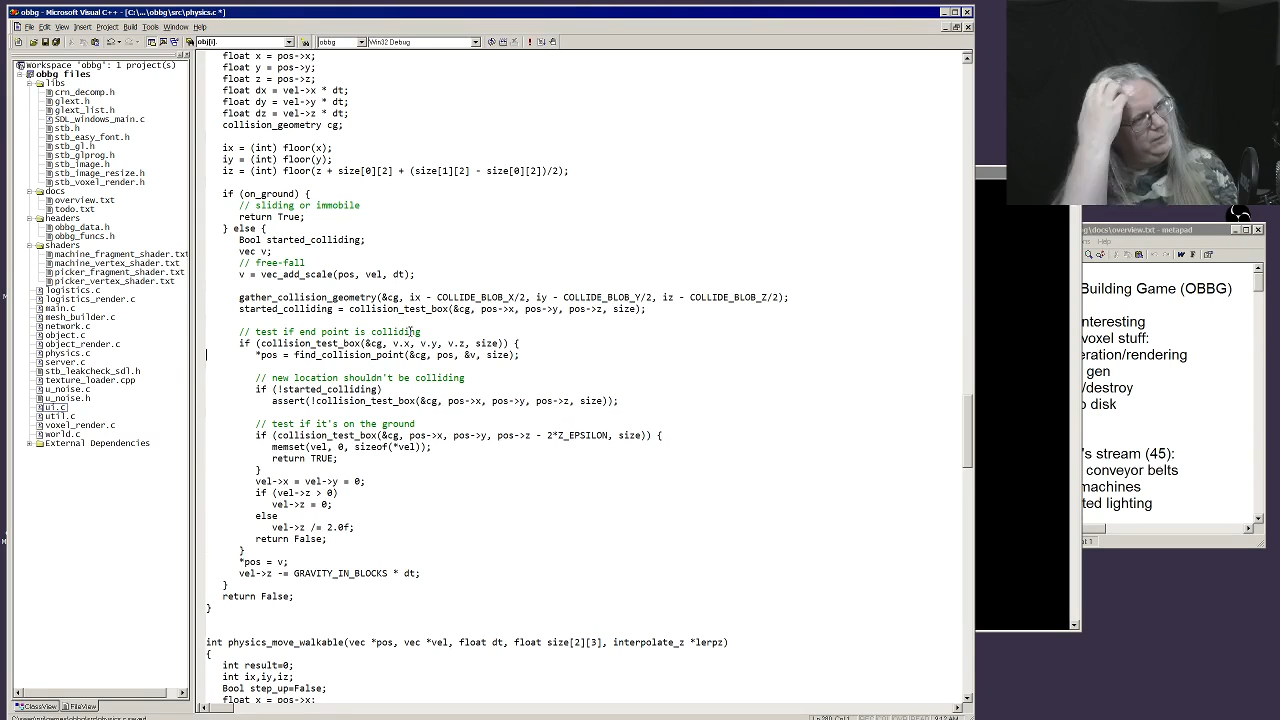 obbg - Microsoft Visual C++ - [C:\...\obbg\src\physics.c *]
File Edit View Insert Project Build Tools Window Help
obj[i].
obbg
Win32 Debug
Workspace 'obbg': 1 project(s)
obbg files
libs
crn_decomp.h
glext.h
glext_list.h
SDL_windows_main.c
stb.h
stb_easy_font.h
stb_gl.h
stb_glprog.h
stb_image.h
stb_image_resize.h
stb_voxel_render.h
docs
overview.txt
todo.txt
headers
obbg_data.h
obbg_funcs.h
shaders
machine_fragment_shader.txt
machine_vertex_shader.txt
picker_fragment_shader.txt
picker_vertex_shader.txt
logistics.c
logistics_render.c
main.c
mesh_builder.c
network.c
object.c
object_render.c
physics.c
server.c
stb_leakcheck_sdl.h
texture_loader.cpp
u_noise.c
u_noise.h
ui.c
util.c
voxel_render.c
world.c
External Dependencies
ClassView
FileView
float x = pos->x;
float y = pos->y;
float z = pos->z;
float dx = vel->x * dt;
float dy = vel->y * dt;
float dz = vel->z * dt;
collision_geometry cg;
ix = (int) floor(x);
iy = (int) floor(y);
iz = (int) floor(z + size[0][2] + (size[1][2] - size[0][2])/2);
if (on_ground) {
// sliding or immobile
return True;
} else {
Bool started_colliding;
vec v;
// free-fall
v = vec_add_scale(pos, vel, dt);
gather_collision_geometry(&cg, ix - COLLIDE_BLOB_X/2, iy - COLLIDE_BLOB_Y/2, iz - COLLIDE_BLOB_Z/2);
started_colliding = collision_test_box(&cg, pos->x, pos->y, pos->z, size);
// test if end point is colliding
if (collision_test_box(&cg, v.x, v.y, v.z, size)) {
*pos = find_collision_point(&cg, pos, &v, size);
// new location shouldn't be colliding
if (!started_colliding)
assert(!collision_test_box(&cg, pos->x, pos->y, pos->z, size));
// test if it's on the ground
if (collision_test_box(&cg, pos->x, pos->y, pos->z - 2*Z_EPSILON, size)) {
memset(vel, 0, sizeof(*vel));
return TRUE;
}
vel->x = vel->y = 0;
if (vel->z > 0)
vel->z = 0;
else
vel->z /= 2.0f;
return False;
}
*pos = v;
vel->z -= GRAVITY_IN_BLOCKS * dt;
}
return False;
}
int physics_move_walkable(vec *pos, vec *vel, float dt, float size[2][3], interpolate_z *lerpz)
{
int result=0;
int ix,iy,iz;
Bool step_up=False;
float x = pos->x;
g\docs\overview.txt - metapad
Help
Building Game (OBBG)
interesting
voxel stuff:
eration/rendering
gen
/destroy
disk
's stream (45):
conveyor belts
machines
ted lighting